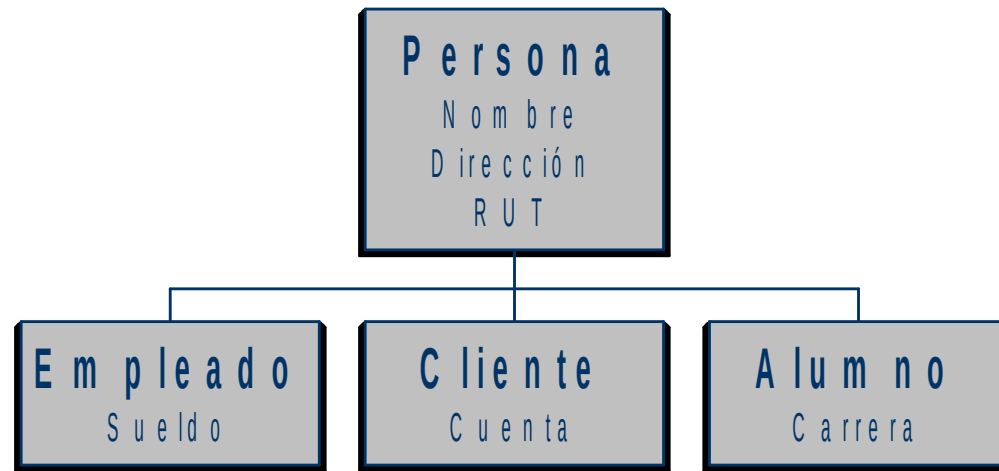 Persona
Nombre
Dirección
RUT
Empleado
Sueldo
Cliente
Cuenta
Alumno
Carrera